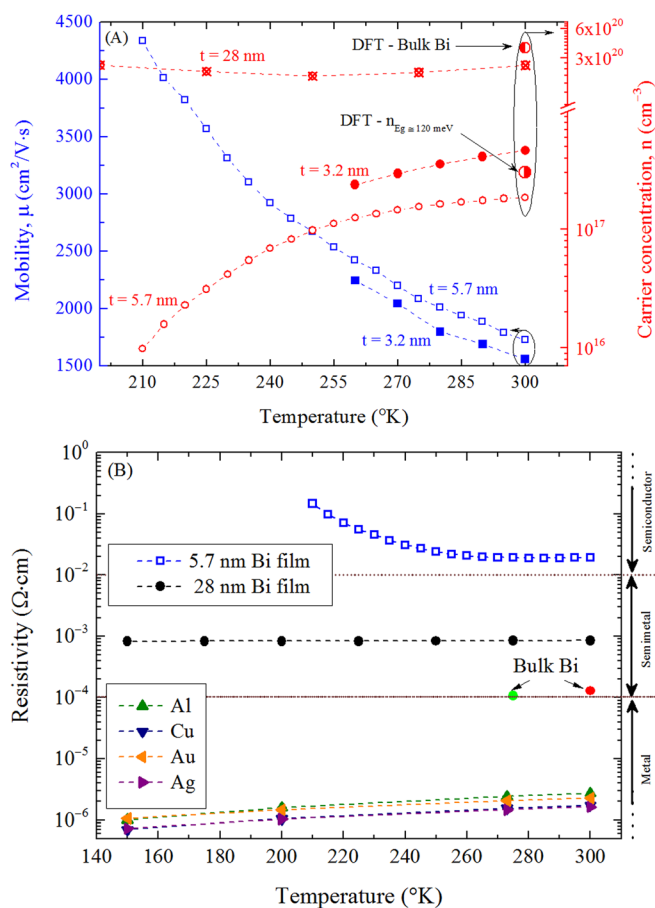 (A)
4500
4000
3500
3000
2500
2000
1500
Mobility, μ (cm²/V·s)
t = 28 nm
DFT - Bulk Bi
DFT - n_{Eg ≅ 120 meV}
t = 3.2 nm
t = 5.7 nm
t = 5.7 nm
t = 3.2 nm
6x10²⁰
3x10²⁰
10¹⁷
10¹⁶
Carrier concentration, n (cm⁻³)
210 225 240 255 270 285 300
Temperature (°K)
(B)
10⁰
10⁻¹
10⁻²
10⁻³
10⁻⁴
10⁻⁵
10⁻⁶
Resistivity (Ω·cm)
5.7 nm Bi film
28 nm Bi film
Bulk Bi
Al
Cu
Au
Ag
Semiconductor
Semimetal
Metal
140 160 180 200 220 240 260 280 300
Temperature (°K)